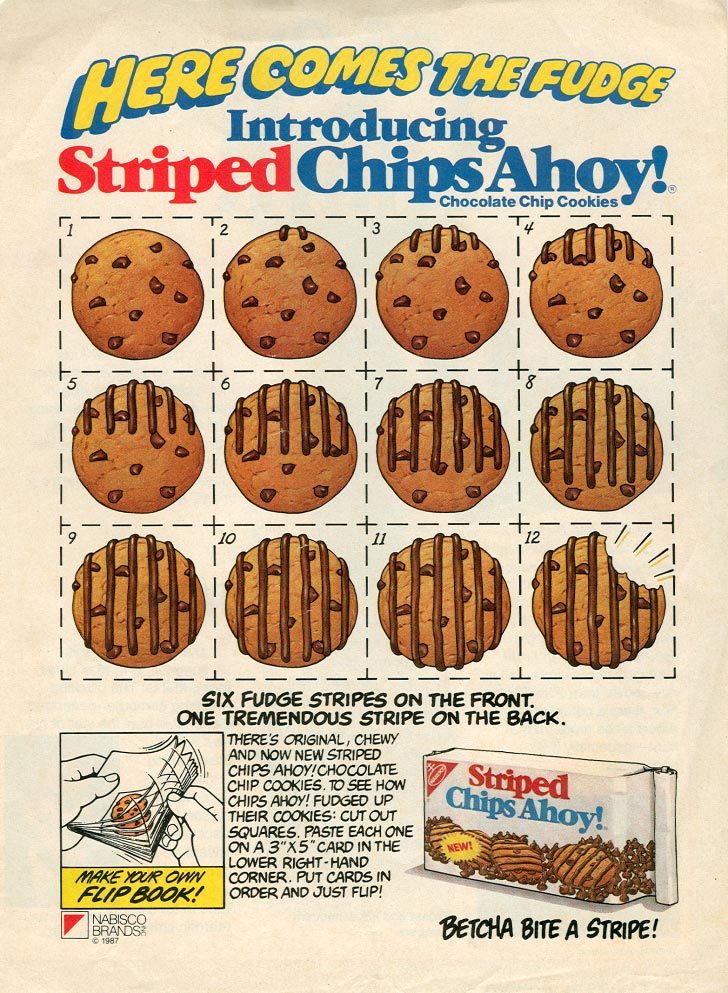 HERE COMES THE FUDGE
Introducing
Striped Chips Ahoy!®
Chocolate Chip Cookies
1
2
3
4
5
6
7
8
9
10
11
12
SIX FUDGE STRIPES ON THE FRONT.
ONE TREMENDOUS STRIPE ON THE BACK.
THERE'S ORIGINAL, CHEWY
AND NOW NEW STRIPED
CHIPS AHOY! CHOCOLATE
CHIP COOKIES. TO SEE HOW
CHIPS AHOY! FUDGED UP
THEIR COOKIES: CUT OUT
SQUARES. PASTE EACH ONE
ON A 3"X5" CARD IN THE
LOWER RIGHT-HAND
CORNER. PUT CARDS IN
ORDER AND JUST FLIP!
MAKE YOUR OWN
FLIP BOOK!
Striped
Chips Ahoy!
NEW!
NABISCO
BRANDS INC
© 1987
BETCHA BITE A STRIPE!